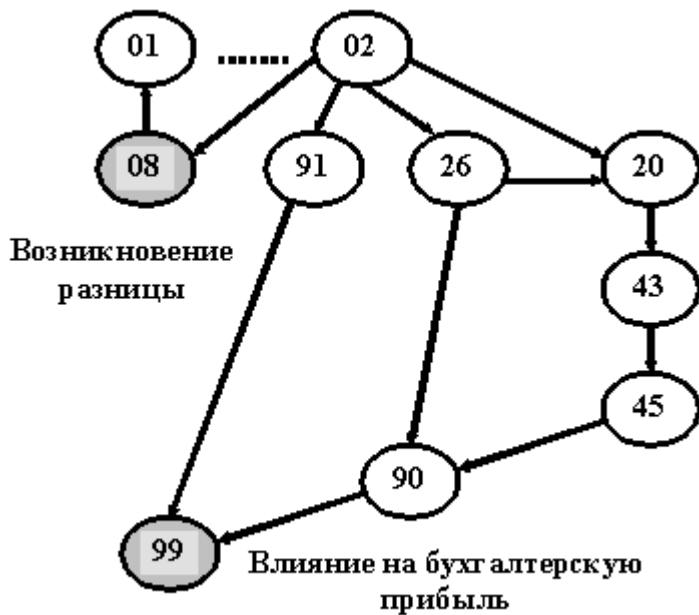 01 02
08 91 26 20
Возникновение
разницы
43
45
90
99
Влияние на бухгалтерскую
прибыль